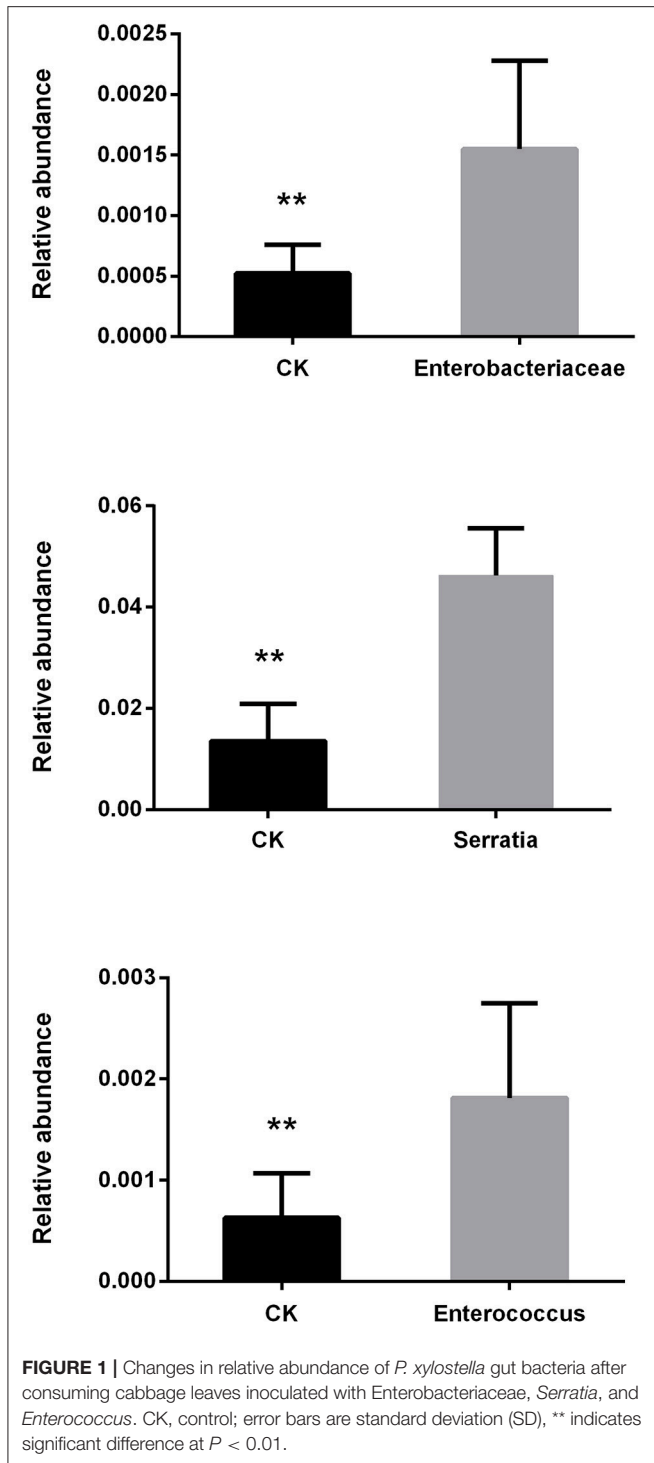 0.0025
0.0020
0.0015
0.0010
0.0005
0.0000
Relative abundance
**
CK Enterobacteriaceae
0.06
0.04
0.02
0.00
Relative abundance
**
CK Serratia
0.003
0.002
0.001
0.000
Relative abundance
**
CK Enterococcus
FIGURE 1 | Changes in relative abundance of P. xylostella gut bacteria after
consuming cabbage leaves inoculated with Enterobacteriaceae, Serratia, and
Enterococcus. CK, control; error bars are standard deviation (SD), ** indicates
significant difference at P < 0.01.